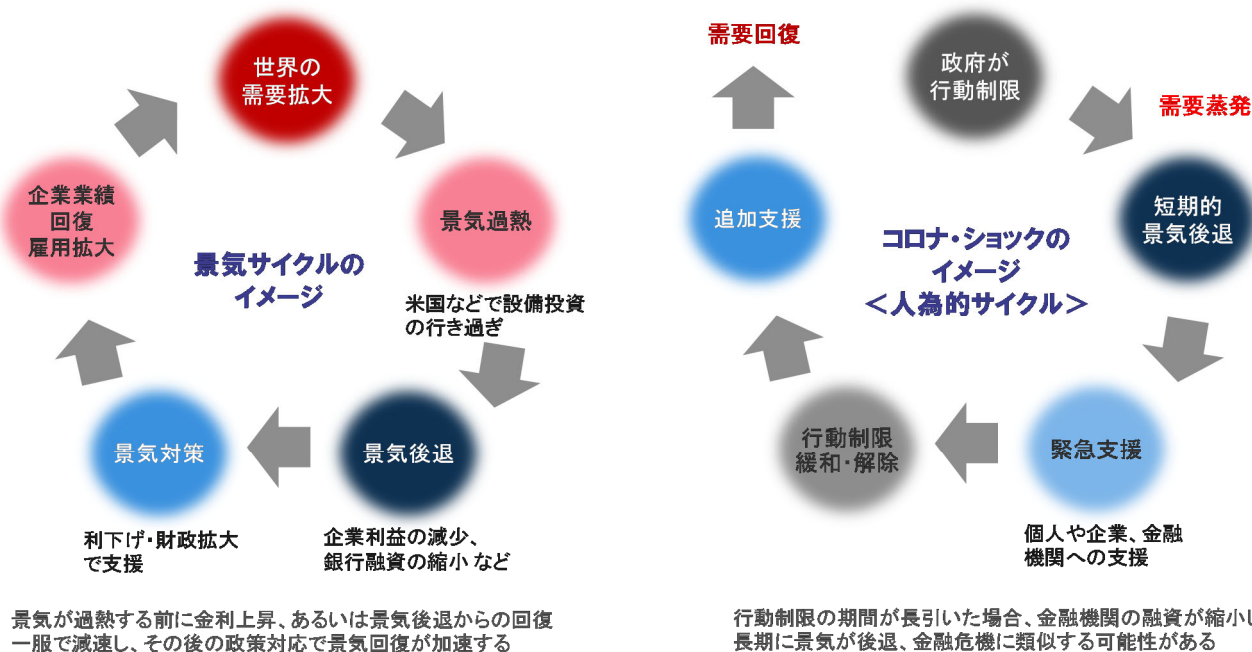 世界の
需要拡大
景気過熱
米国などで設備投資
の行き過ぎ
景気後退
企業利益の減少、
銀行融資の縮小 など
景気対策
利下げ・財政拡大
で支援
企業業績
回復
雇用拡大
景気サイクルの
イメージ
景気が過熱する前に金利上昇、あるいは景気後退からの回復
一服で減速し、その後の政策対応で景気回復が加速する
需要回復
政府が
行動制限
需要蒸発
短期的
景気後退
緊急支援
個人や企業、金融
機関への支援
行動制限
緩和・解除
追加支援
コロナ・ショックの
イメージ
＜人為的サイクル＞
行動制限の期間が長引いた場合、金融機関の融資が縮小し
長期に景気が後退、金融危機に類似する可能性がある